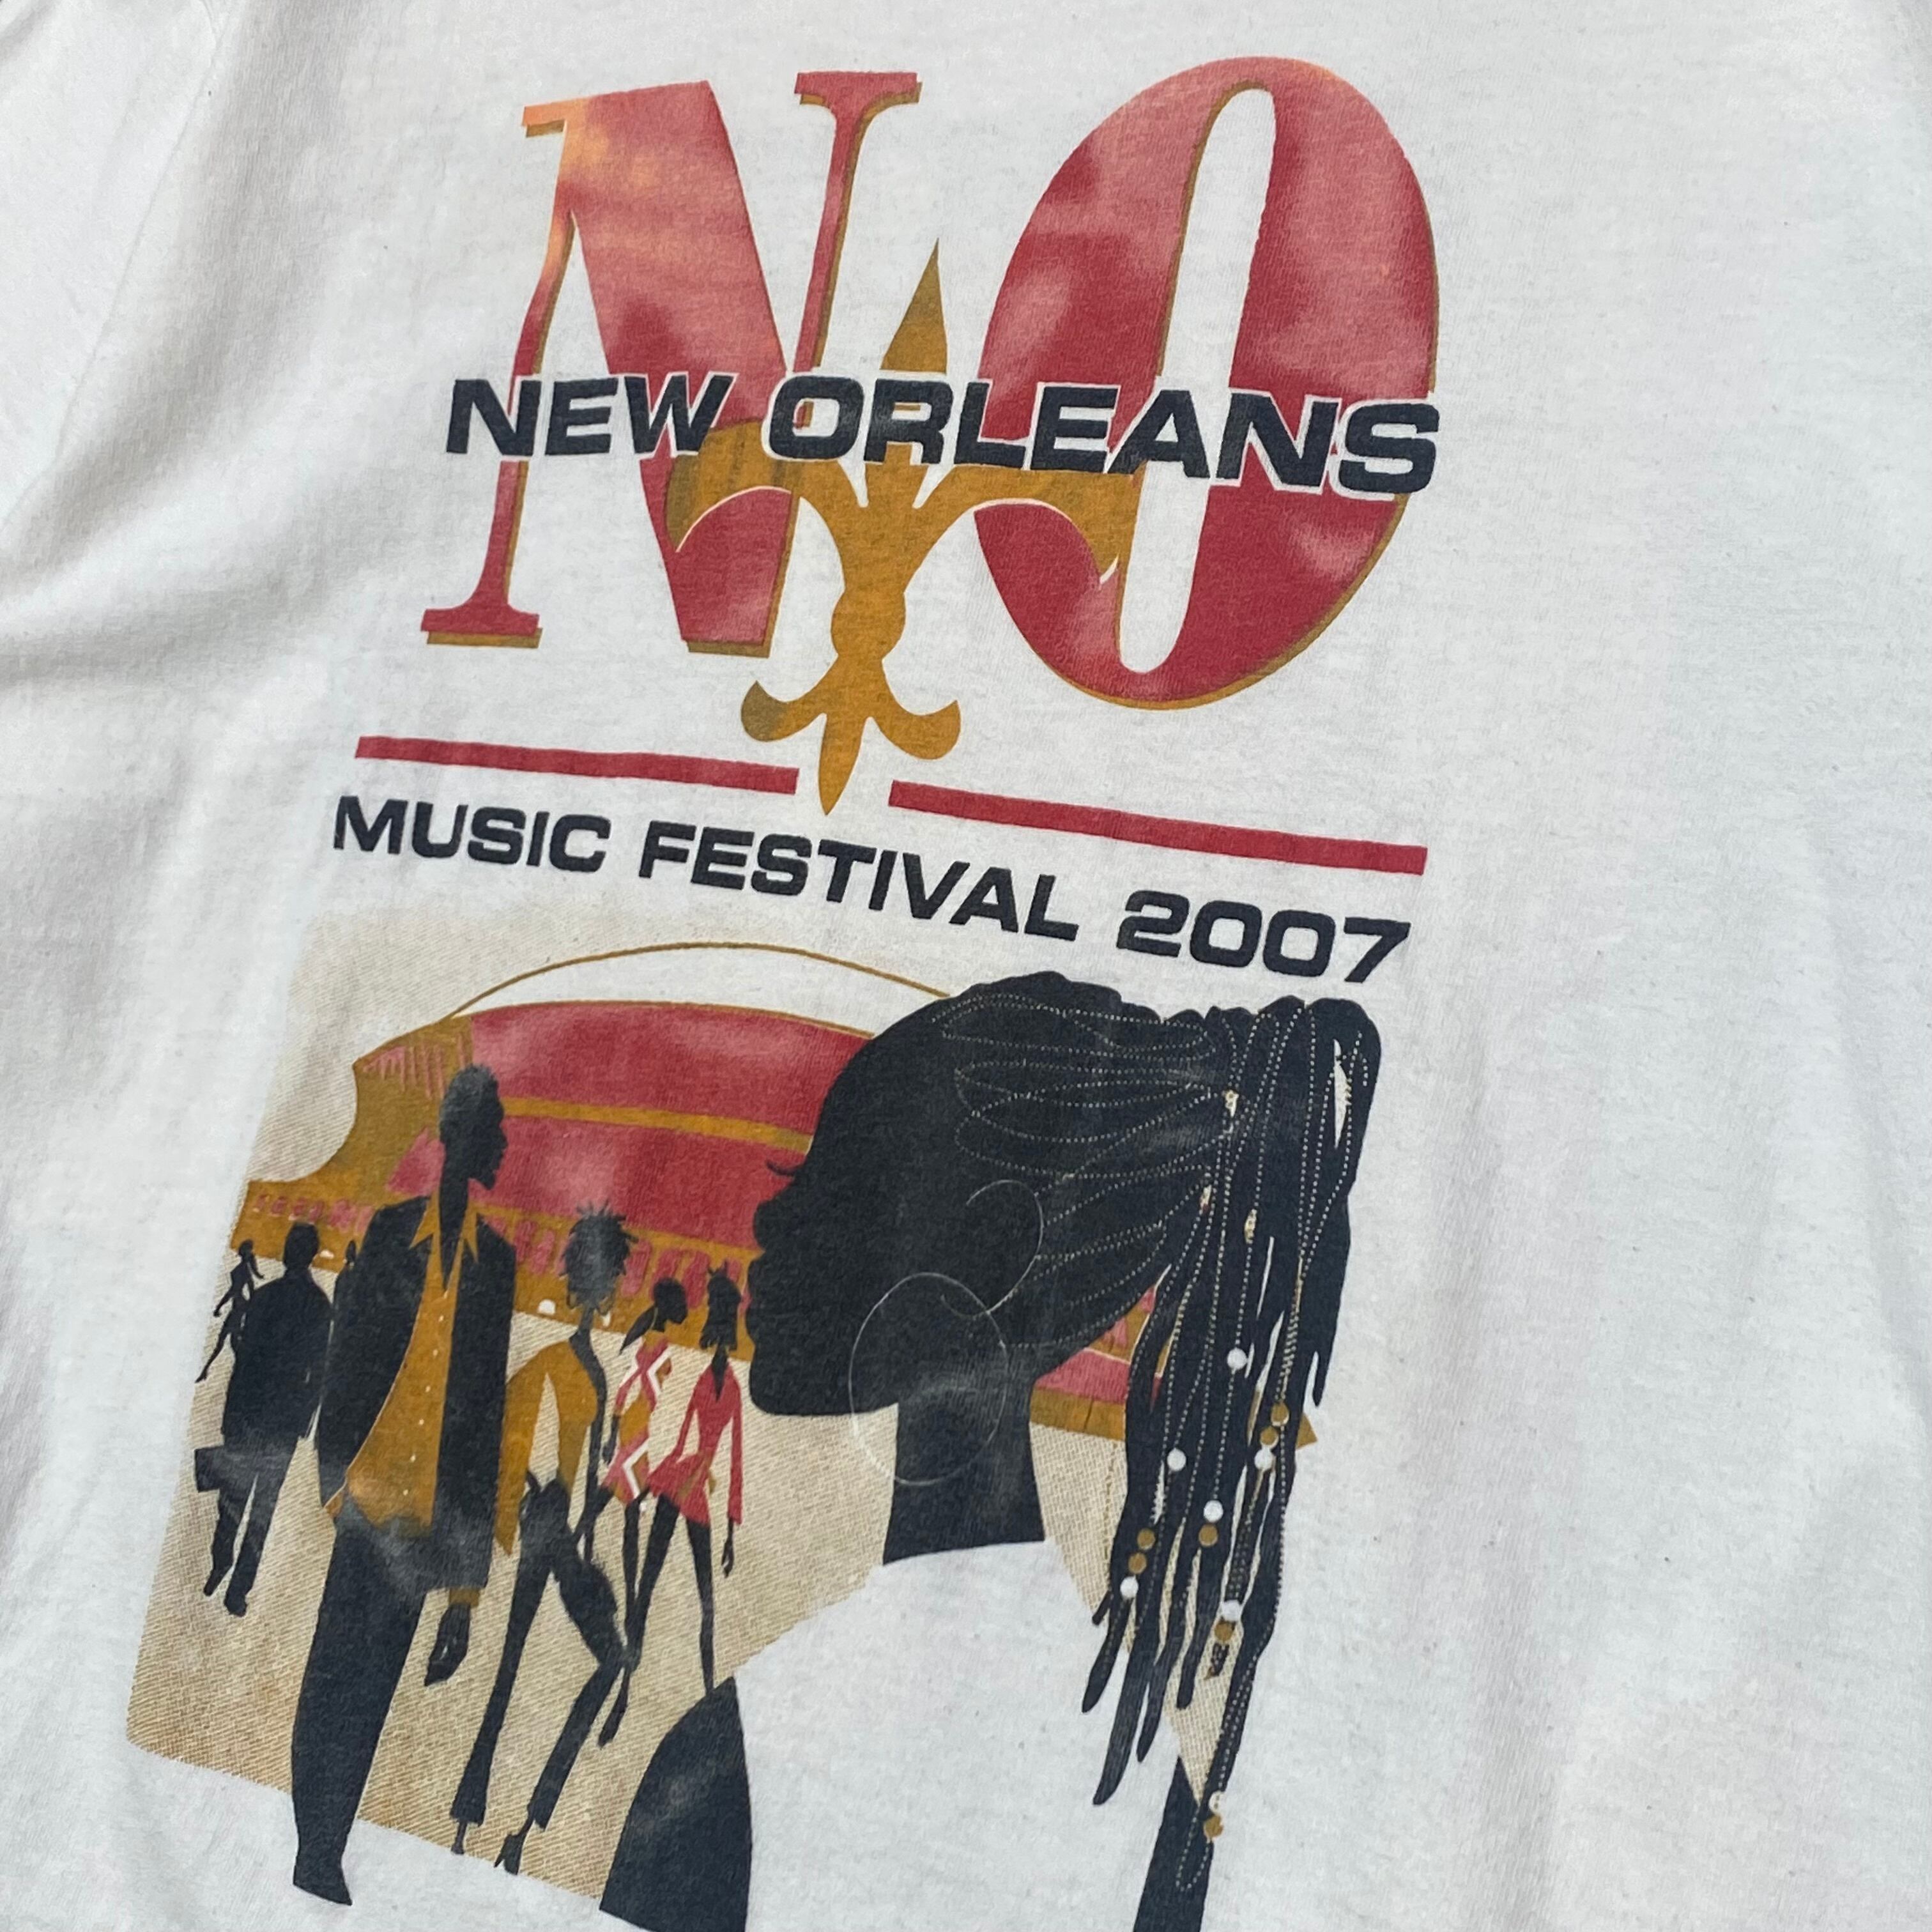 NO
NEW ORLEANS
MUSIC FESTIVAL 2007